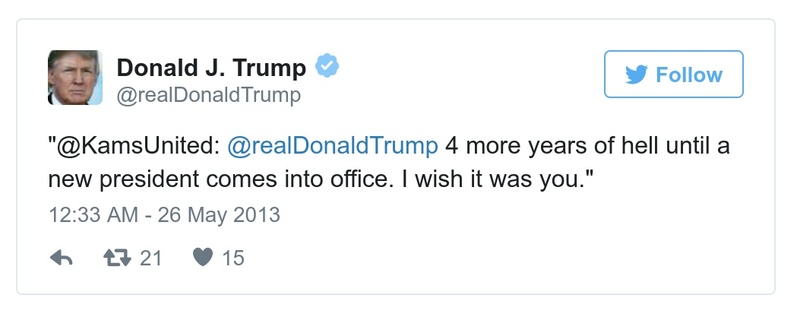 Donald J. Trump
@realDonaldTrump
Follow
"@KamsUnited: @realDonaldTrump 4 more years of hell until a
new president comes into office. I wish it was you."
12:33 AM - 26 May 2013
21 15